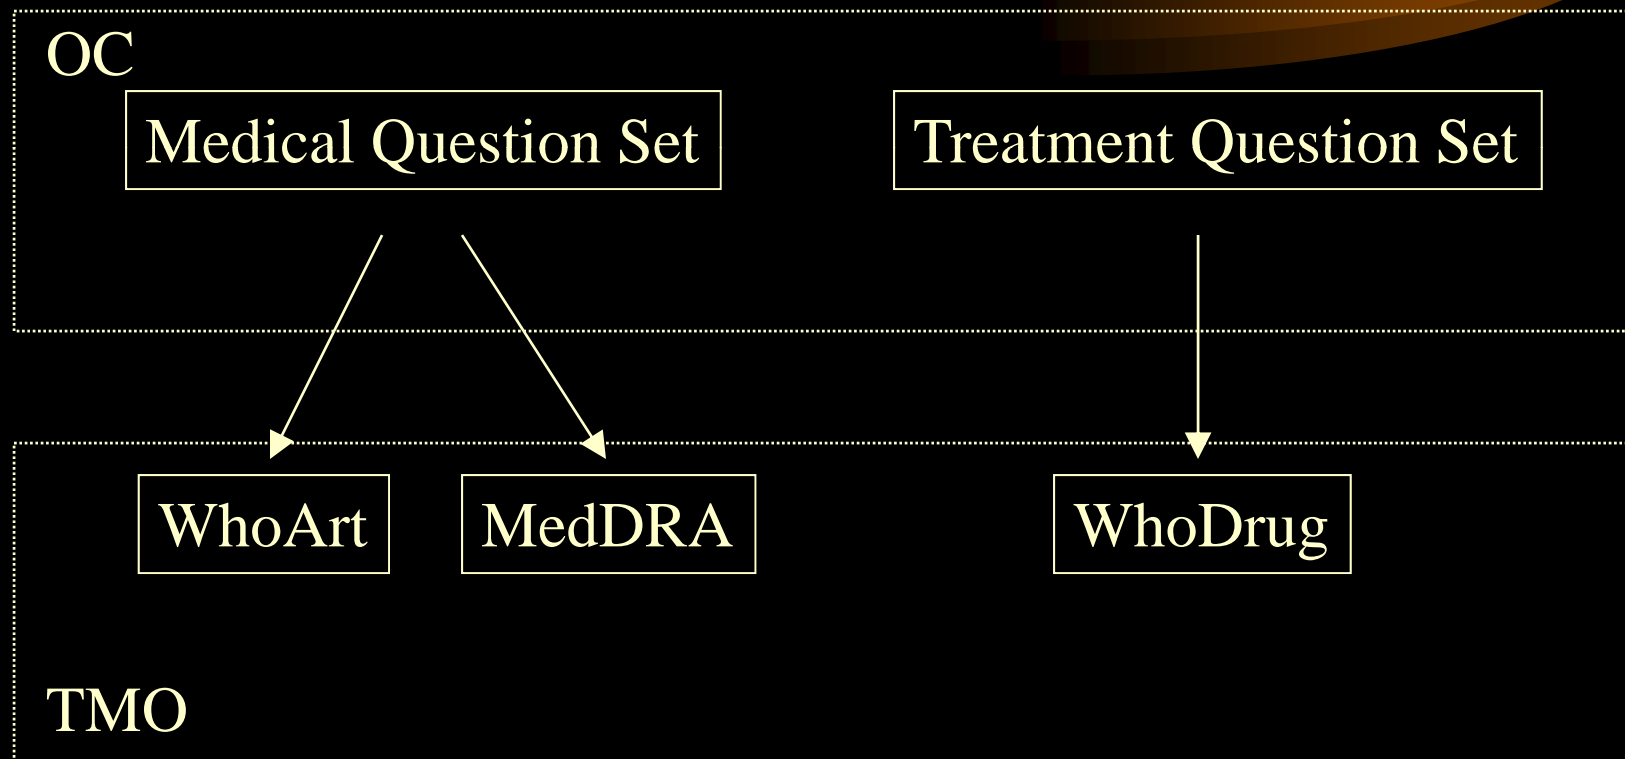 OC
Medical Question Set
Treatment Question Set
WhoArt
MedDRA
WhoDrug
TMO